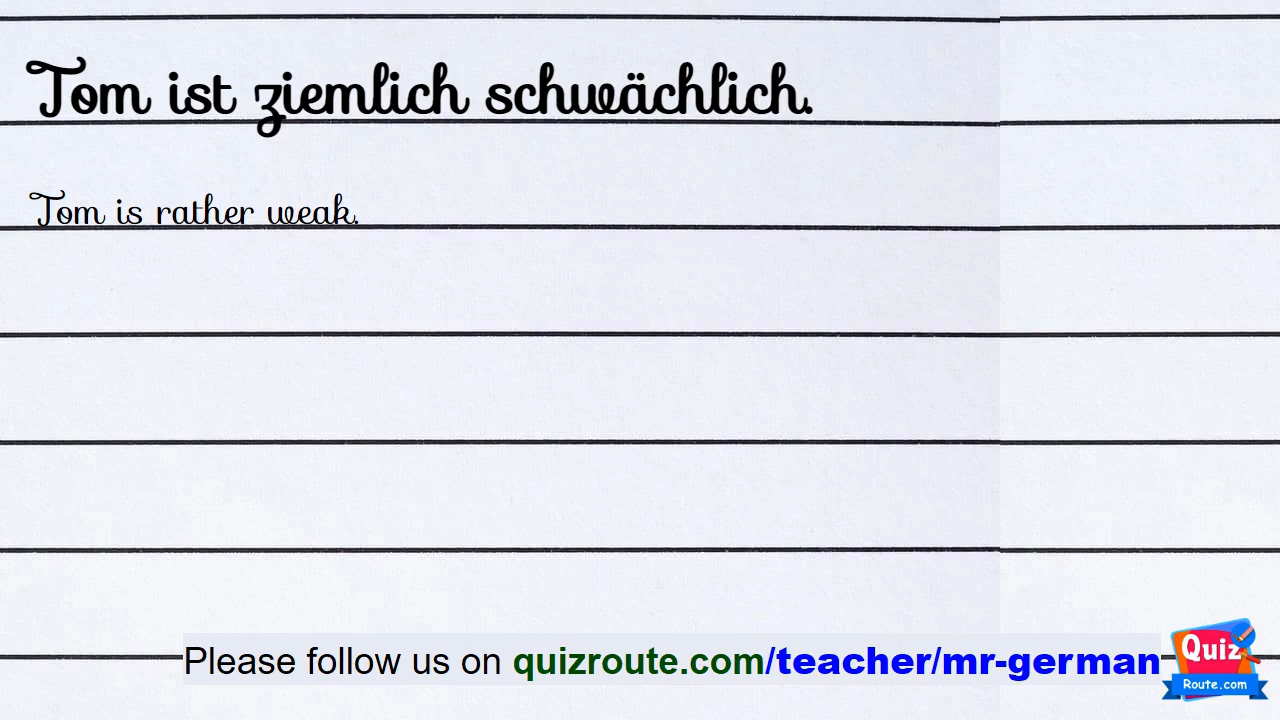 Tom ist ziemlich schwächlich.
Tom is rather weak.
Please follow us on quizroute.com/teacher/mr-german
Quiz
Route.com